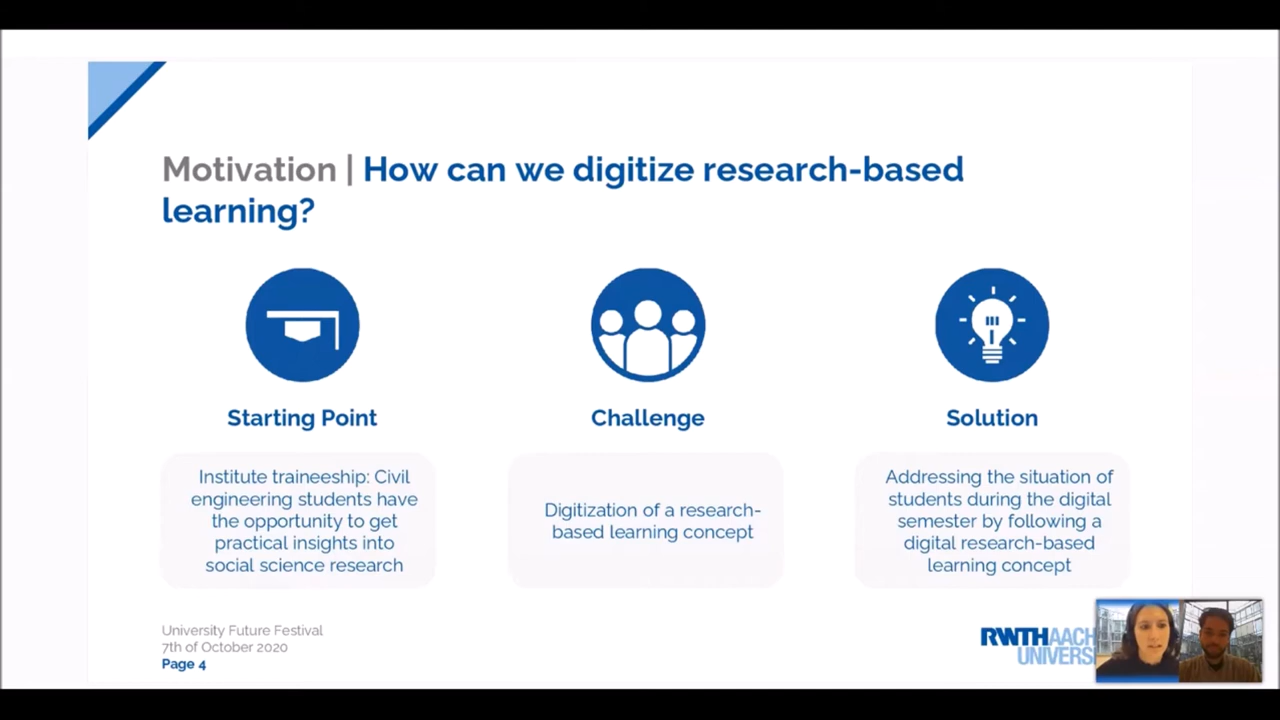 Motivation | How can we digitize research-based
learning?
Starting Point
Challenge
Solution
Institute traineeship: Civil
engineering students have
the opportunity to get
practical insights into
social science research
Digitization of a research-
based learning concept
Addressing the situation of
students during the digital
semester by following a
digital research-based
learning concept
University Future Festival
7th of October 2020
Page 4
RWTHAACH
UNIVERSI